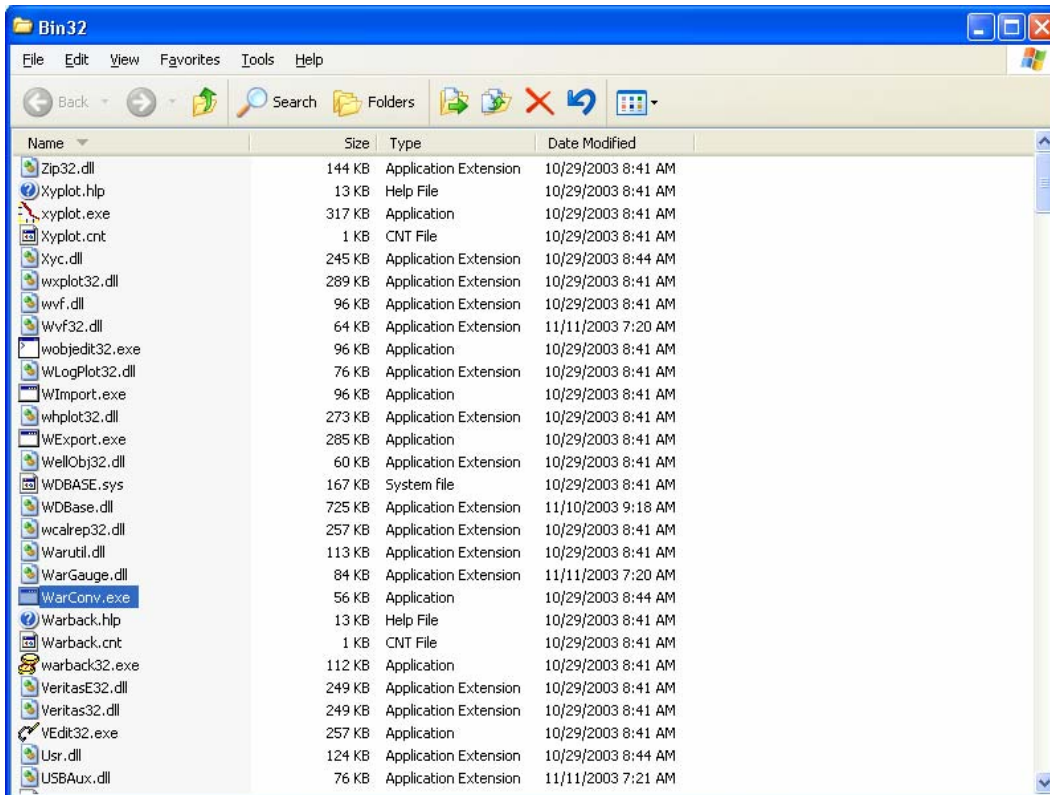 Bin32
File Edit View Favorites Tools Help
Back Search Folders
Name Size Type Date Modified
Zip32.dll 144 KB Application Extension 10/29/2003 8:41 AM
Xyplot.hlp 13 KB Help File 10/29/2003 8:41 AM
xyplot.exe 317 KB Application 10/29/2003 8:41 AM
Xyplot.cnt 1 KB CNT File 10/29/2003 8:41 AM
Xyc.dll 245 KB Application Extension 10/29/2003 8:44 AM
wxplot32.dll 289 KB Application Extension 10/29/2003 8:41 AM
wvf.dll 96 KB Application Extension 10/29/2003 8:41 AM
Wvf32.dll 64 KB Application Extension 11/11/2003 7:20 AM
wobjedit32.exe 96 KB Application 10/29/2003 8:41 AM
WLogPlot32.dll 76 KB Application Extension 10/29/2003 8:41 AM
WImport.exe 96 KB Application 10/29/2003 8:41 AM
whplot32.dll 273 KB Application Extension 10/29/2003 8:41 AM
WExport.exe 285 KB Application 10/29/2003 8:41 AM
WellObj32.dll 60 KB Application Extension 10/29/2003 8:41 AM
WDBASE.sys 167 KB System file 10/29/2003 8:41 AM
WDBase.dll 725 KB Application Extension 11/10/2003 9:18 AM
wcalrep32.dll 257 KB Application Extension 10/29/2003 8:41 AM
Warutil.dll 113 KB Application Extension 10/29/2003 8:41 AM
WarGauge.dll 84 KB Application Extension 11/11/2003 7:20 AM
WarConv.exe 56 KB Application 10/29/2003 8:44 AM
Warback.hlp 13 KB Help File 10/29/2003 8:41 AM
Warback.cnt 1 KB CNT File 10/29/2003 8:41 AM
warback32.exe 112 KB Application 10/29/2003 8:41 AM
VeritasE32.dll 249 KB Application Extension 10/29/2003 8:41 AM
Veritas32.dll 249 KB Application Extension 10/29/2003 8:41 AM
VEdit32.exe 257 KB Application 10/29/2003 8:41 AM
Usr.dll 124 KB Application Extension 10/29/2003 8:44 AM
USBAux.dll 76 KB Application Extension 11/11/2003 7:21 AM